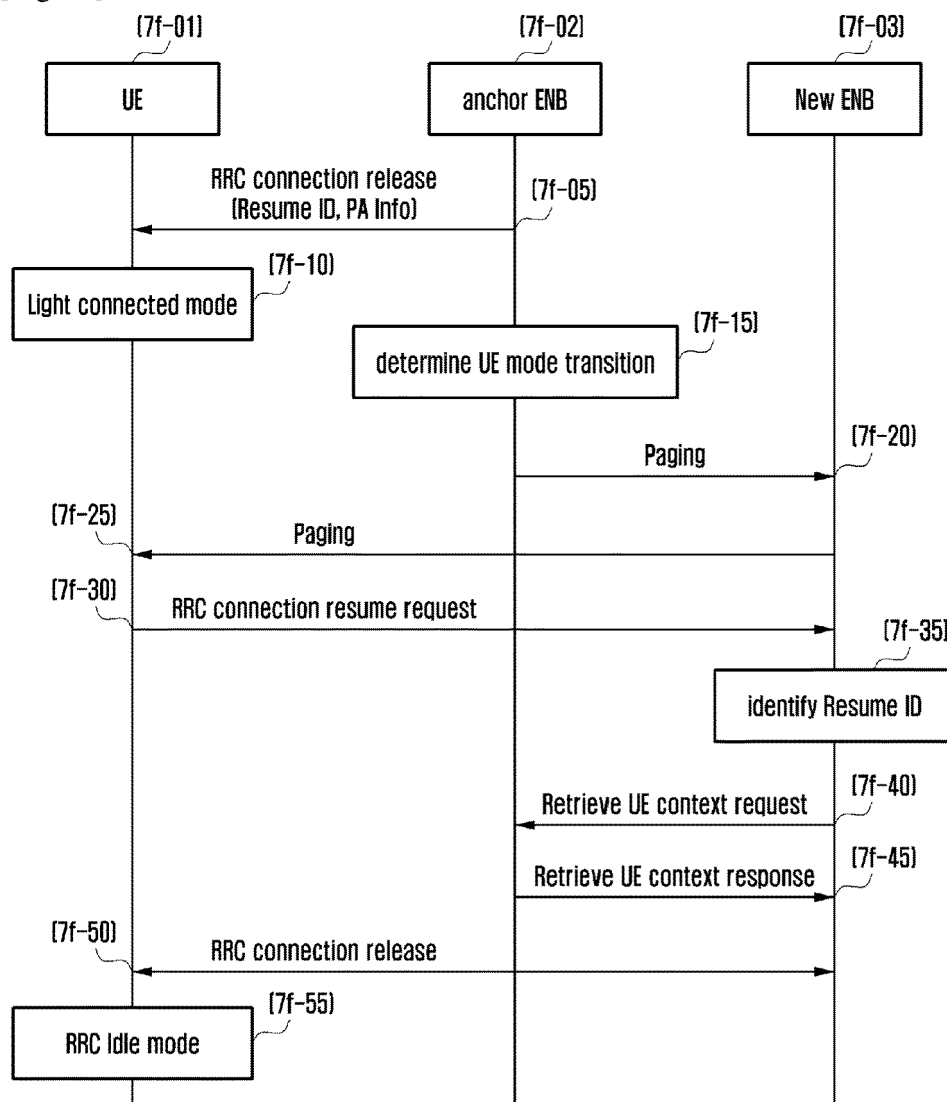 [7f-01]
[7f-02]
[7f-03]
UE
anchor ENB
New ENB
RRC connection release
(Resume ID, PA Info)
[7f-05]
[7f-10]
Light connected mode
[7f-15]
determine UE mode transition
[7f-20]
Paging
[7f-25]
Paging
[7f-30]
RRC connection resume request
[7f-35]
identify Resume ID
[7f-40]
Retrieve UE context request
[7f-45]
Retrieve UE context response
[7f-50]
RRC connection release
[7f-55]
RRC Idle mode